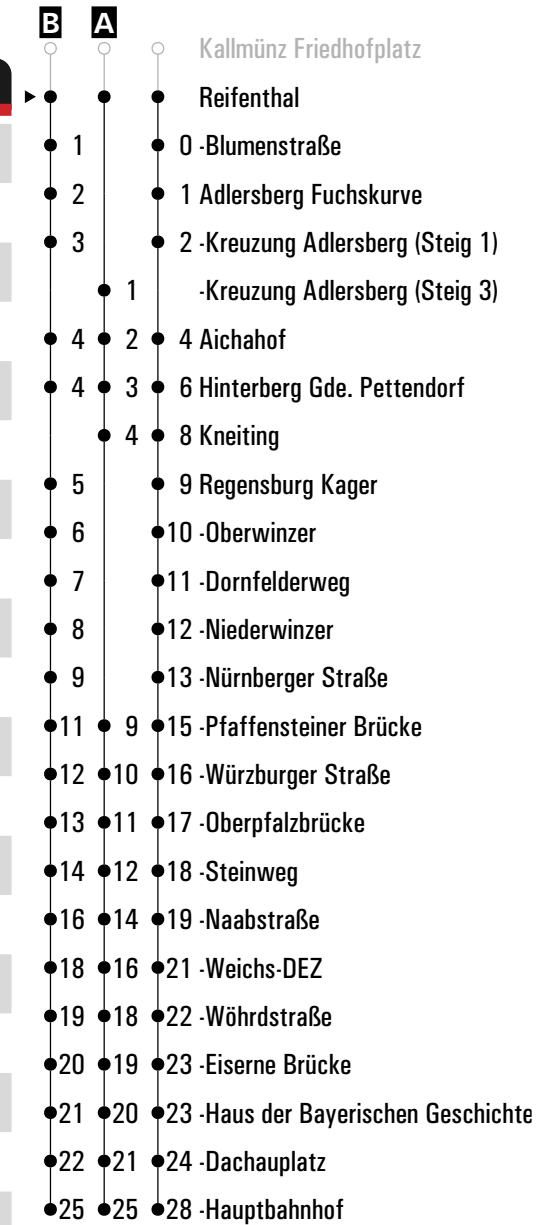 B A
Kallmünz Friedhofplatz
Reifenthal
1 0 -Blumenstraße
2 1 Adlersberg Fuchskurve
3 2 -Kreuzung Adlersberg (Steig 1)
1 -Kreuzung Adlersberg (Steig 3)
4 2 4 Aichahof
4 3 6 Hinterberg Gde. Pettendorf
4 8 Kneiting
5 9 Regensburg Kager
6 10 -Oberwinzer
7 11 -Dornfelderweg
8 12 -Niederwinzer
9 13 -Nürnberger Straße
11 9 15 -Pfaffensteiner Brücke
12 10 16 -Würzburger Straße
13 11 17 -Oberpfalzbrücke
14 12 18 -Steinweg
16 14 19 -Naabstraße
18 16 21 -Weichs-DEZ
19 18 22 -Wöhrdstraße
20 19 23 -Eiserne Brücke
21 20 23 -Haus der Bayerischen Geschichte
22 21 24 -Dachauplatz
25 25 28 -Hauptbahnhof